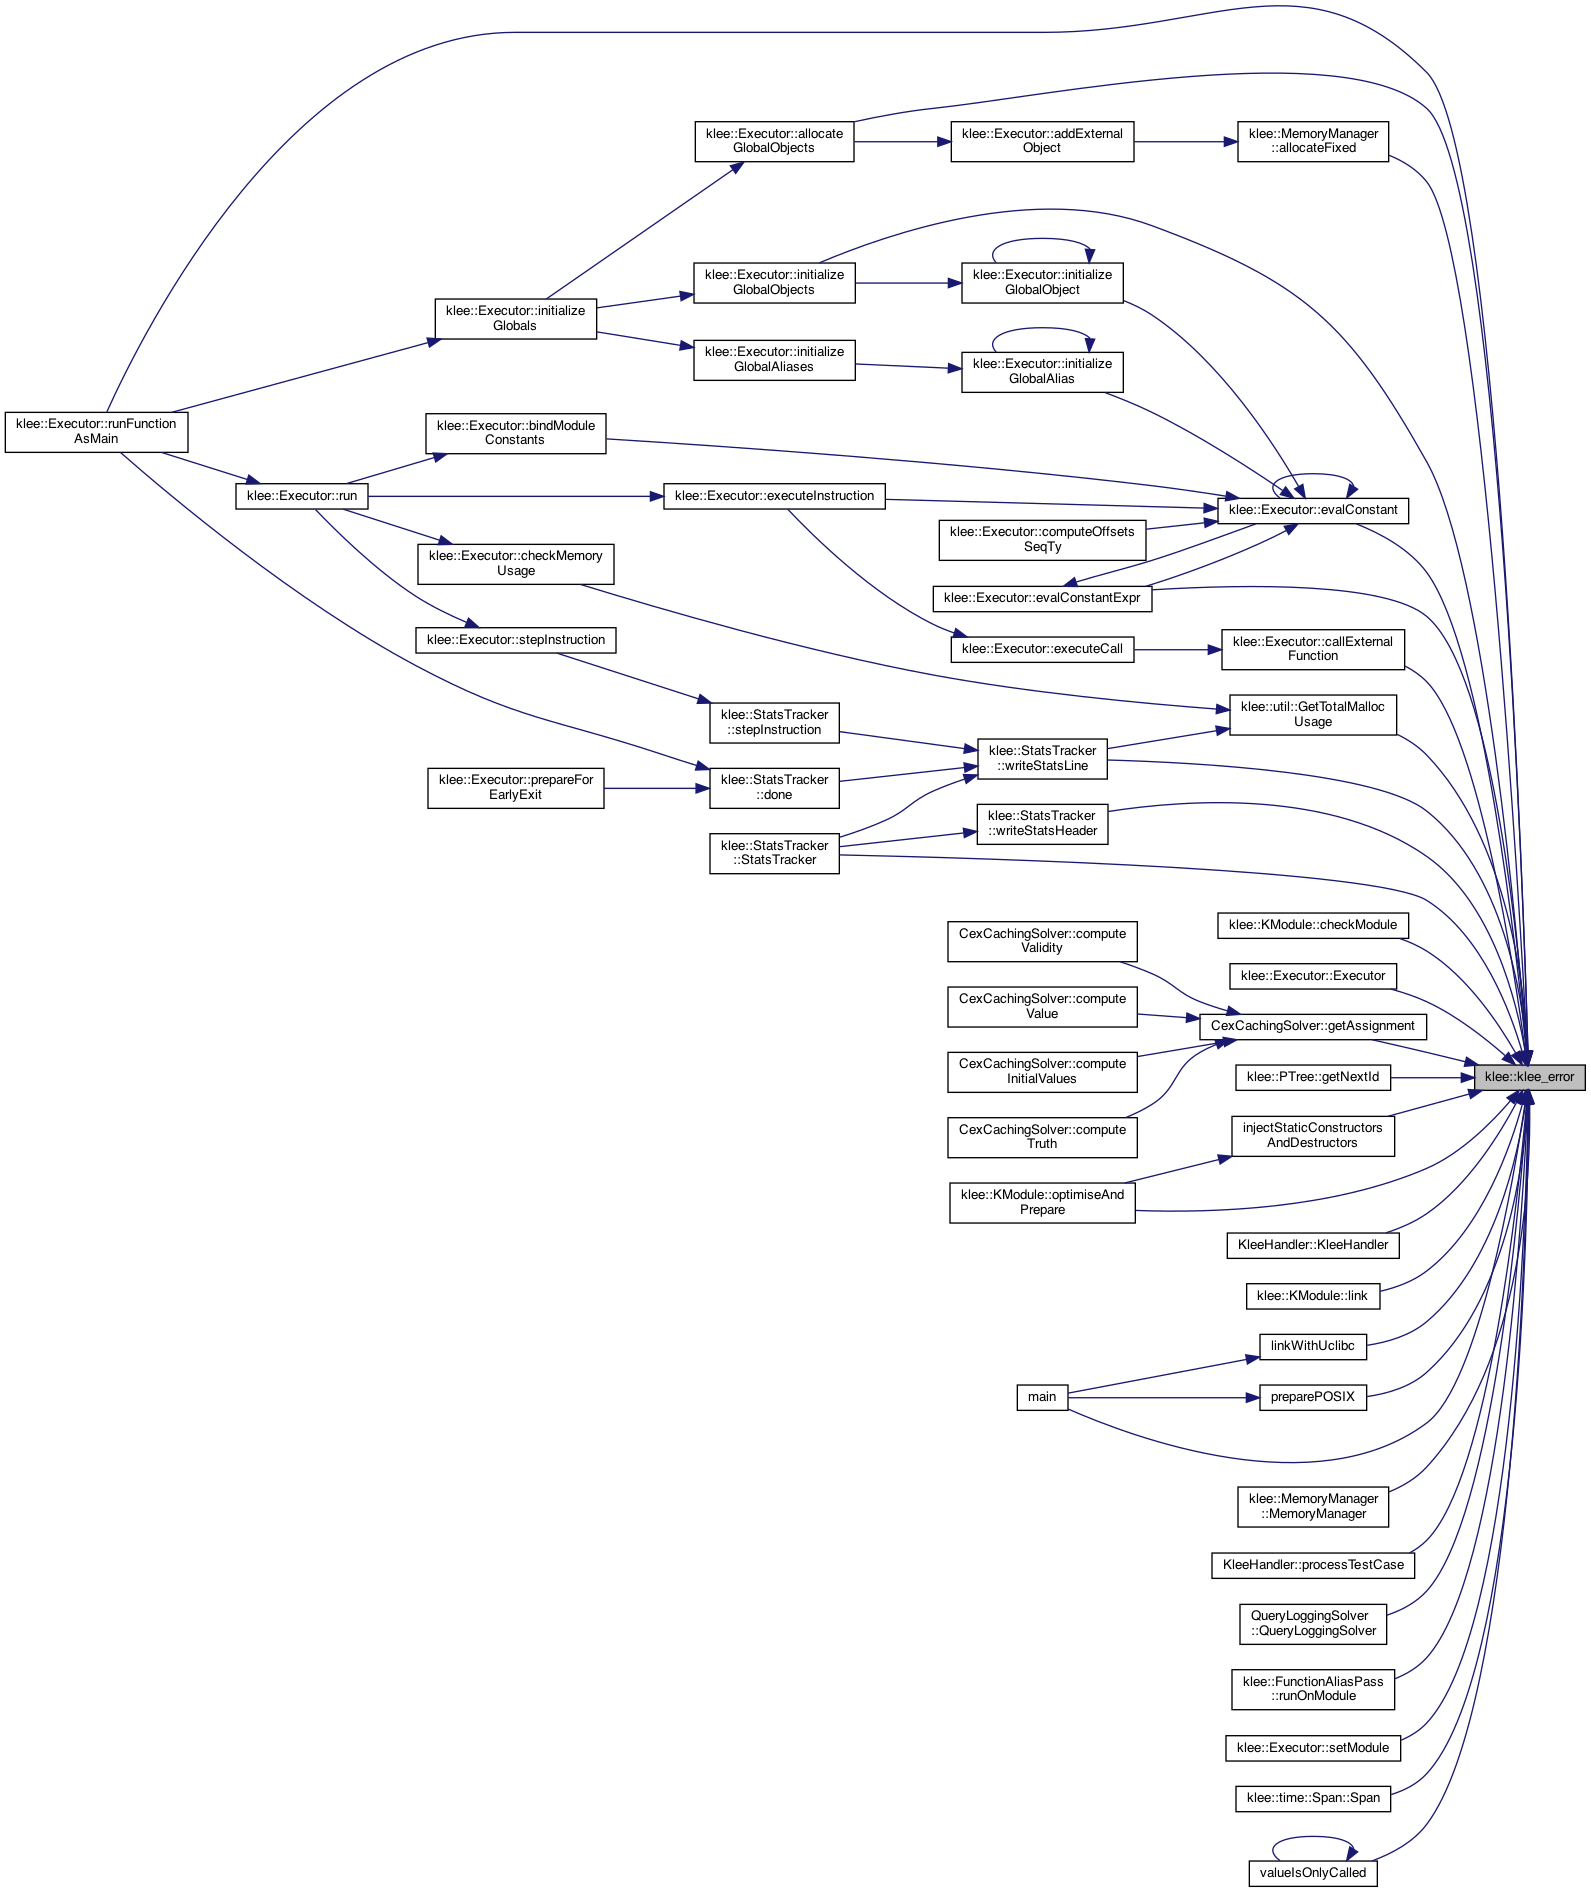 klee::Executor::allocate
GlobalObjects
klee::Executor::addExternal
Object
klee::MemoryManager
::allocateFixed
klee::Executor::initialize
GlobalObjects
klee::Executor::initialize
GlobalObject
klee::Executor::initialize
Globals
klee::Executor::initialize
GlobalAliases
klee::Executor::initialize
GlobalAlias
klee::Executor::runFunction
AsMain
klee::Executor::bindModule
Constants
klee::Executor::run
klee::Executor::executeInstruction
klee::Executor::evalConstant
klee::Executor::computeOffsets
SeqTy
klee::Executor::checkMemory
Usage
klee::Executor::evalConstantExpr
klee::Executor::stepInstruction
klee::Executor::executeCall
klee::Executor::callExternal
Function
klee::util::GetTotalMalloc
Usage
klee::StatsTracker
::stepInstruction
klee::StatsTracker
::writeStatsLine
klee::Executor::prepareFor
EarlyExit
klee::StatsTracker
::done
klee::StatsTracker
::writeStatsHeader
klee::StatsTracker
::StatsTracker
klee::KModule::checkModule
CexCachingSolver::compute
Validity
klee::Executor::Executor
CexCachingSolver::compute
Value
CexCachingSolver::getAssignment
CexCachingSolver::compute
InitialValues
klee::PTree::getNextId
klee::klee_error
CexCachingSolver::compute
Truth
injectStaticConstructors
AndDestructors
klee::KModule::optimiseAnd
Prepare
KleeHandler::KleeHandler
klee::KModule::link
linkWithUclibc
main
preparePOSIX
klee::MemoryManager
::MemoryManager
KleeHandler::processTestCase
QueryLoggingSolver
::QueryLoggingSolver
klee::FunctionAliasPass
::runOnModule
klee::Executor::setModule
klee::time::Span::Span
valueIsOnlyCalled